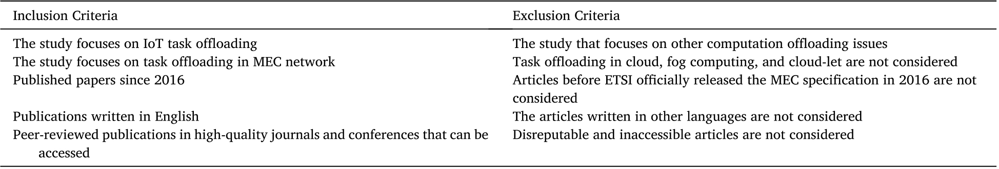 Inclusion Criteria
Exclusion Criteria
The study focuses on IoT task offloading
The study that focuses on other computation offloading issues
The study focuses on task offloading in MEC network
Task offloading in cloud, fog computing, and cloud-let are not considered
Published papers since 2016
Articles before ETSI officially released the MEC specification in 2016 are not
considered
Publications written in English
The articles written in other languages are not considered
Peer-reviewed publications in high-quality journals and conferences that can be
accessed
Disreputable and inaccessible articles are not considered